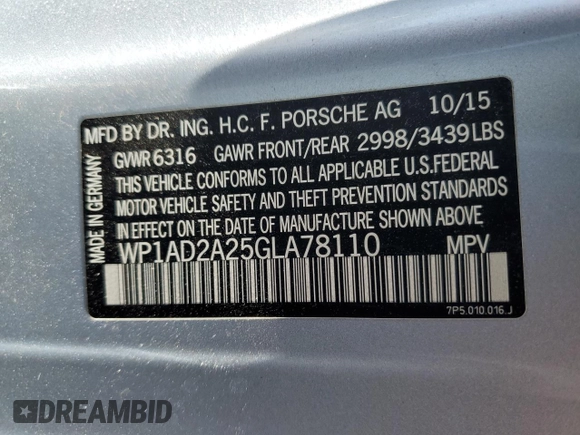 MFD BY DR. ING. H.C. F. PORSCHE AG 10/15
GVWR 6316 GAWR FRONT/REAR 2998/3439 LBS
THIS VEHICLE CONFORMS TO ALL APPLICABLE U.S.FEDERAL
MOTOR VEHICLE SAFETY AND THEFT PREVENTION STANDARDS
IN EFFECT ON THE DATE OF MANUFACTURE SHOWN ABOVE.
WP1AD2A25GLA78110 MPV
MADE IN GERMANY
7P5.010.016.J
DREAMBID